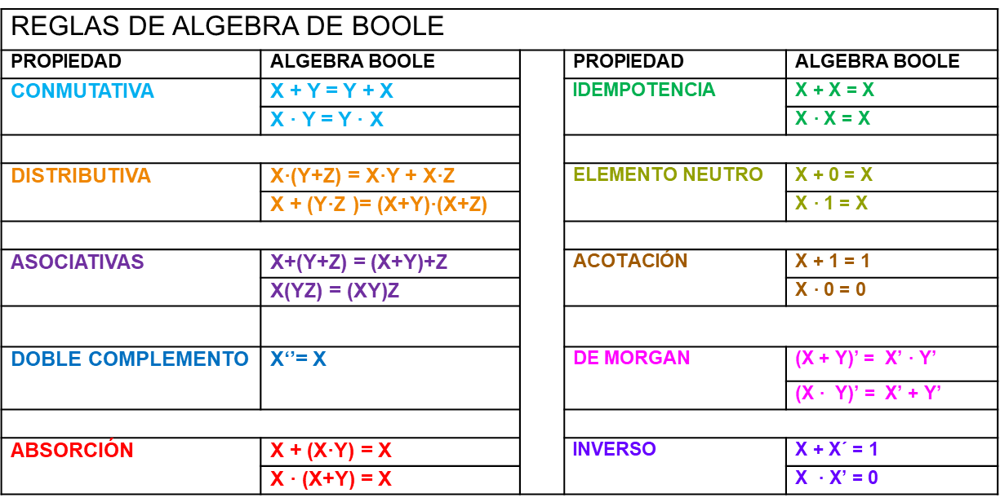 REGLAS DE ALGEBRA DE BOOLE
PROPIEDAD ALGEBRA BOOLE
CONMUTATIVA X + Y = Y + X
X · Y = Y · X
DISTRIBUTIVA X·(Y+Z) = X·Y + X·Z
X + (Y·Z )= (X+Y)·(X+Z)
ASOCIATIVAS X+(Y+Z) = (X+Y)+Z
X(YZ) = (XY)Z
DOBLE COMPLEMENTO X‘’= X
ABSORCIÓN X + (X·Y) = X
X · (X+Y) = X
PROPIEDAD ALGEBRA BOOLE
IDEMPOTENCIA X + X = X
X · X = X
ELEMENTO NEUTRO X + 0 = X
X · 1 = X
ACOTACIÓN X + 1 = 1
X · 0 = 0
DE MORGAN (X + Y)’ = X’ · Y’
(X · Y)’ = X’ + Y’
INVERSO X + X´ = 1
X · X’ = 0